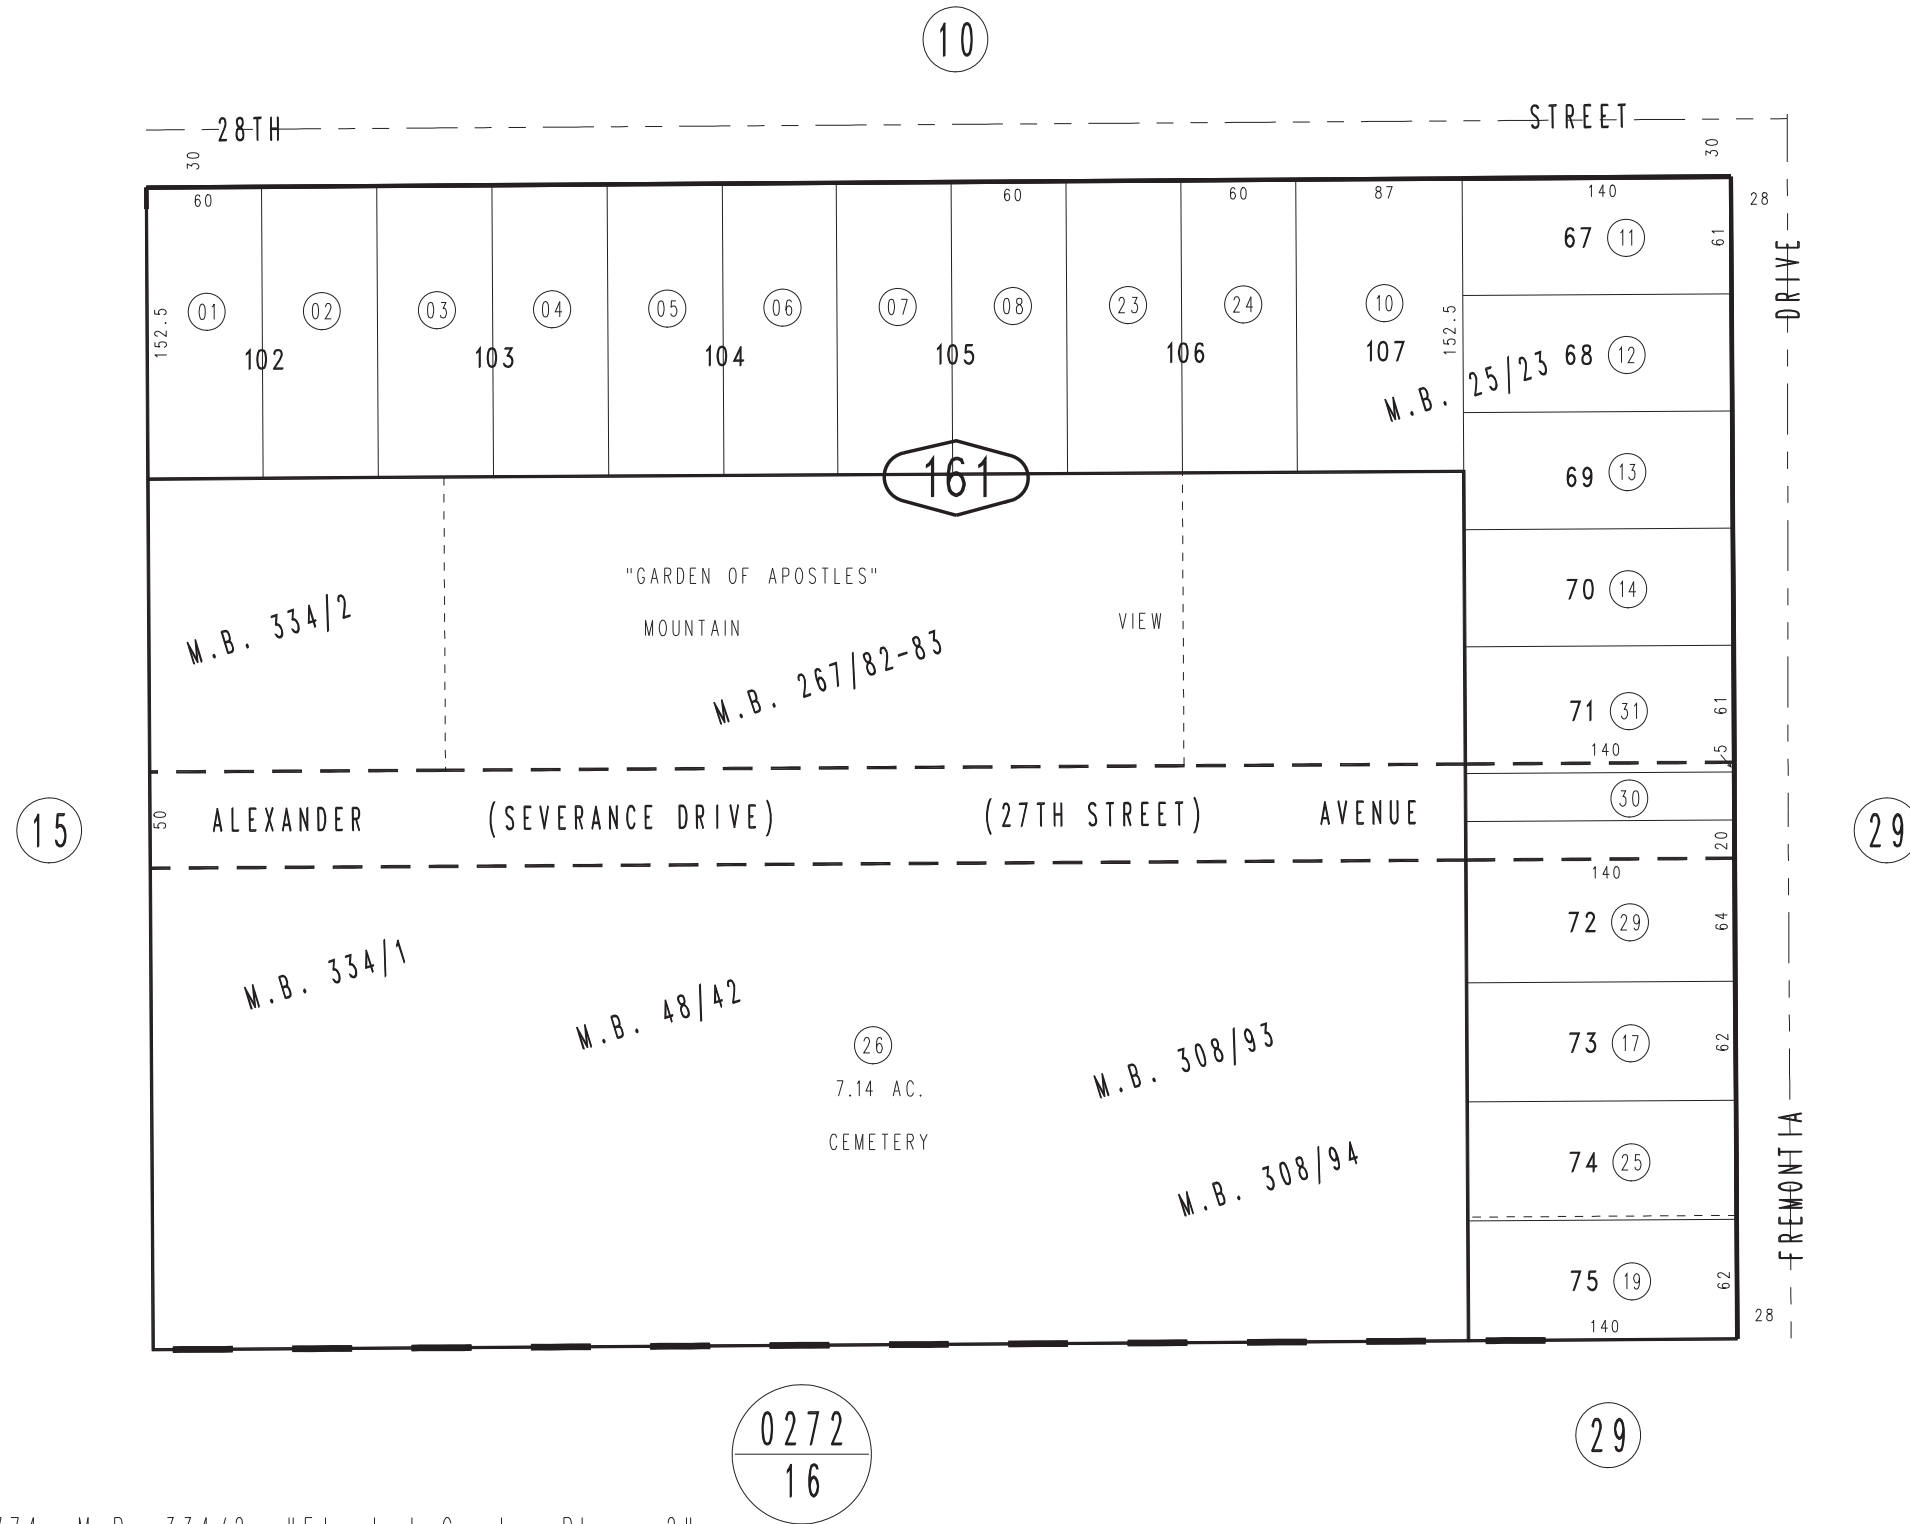 10
28TH STREET
30 30
60 60 60 87 140 28
67 11 61
DRIVE
01 02 03 04 05 06 07 08 23 24 10
152.5 152.5
102 103 104 105 106 107
68 12
M.B. 25/23
161
69 13
"GARDEN OF APOSTLES"
70 14
MOUNTAIN VIEW
M.B. 334/2
M.B. 267/82-83
71 31 61
140 5
30
15
50 ALEXANDER (SEVERANCE DRIVE) (27TH STREET) AVENUE
20
29
140
72 29 64
M.B. 334/1
M.B. 48/42
26
7.14 AC.
CEMETERY
M.B. 308/93
73 17 62
M.B. 308/94
74 25
FREMONTIA
75 19 62
140 28
0272
16
29